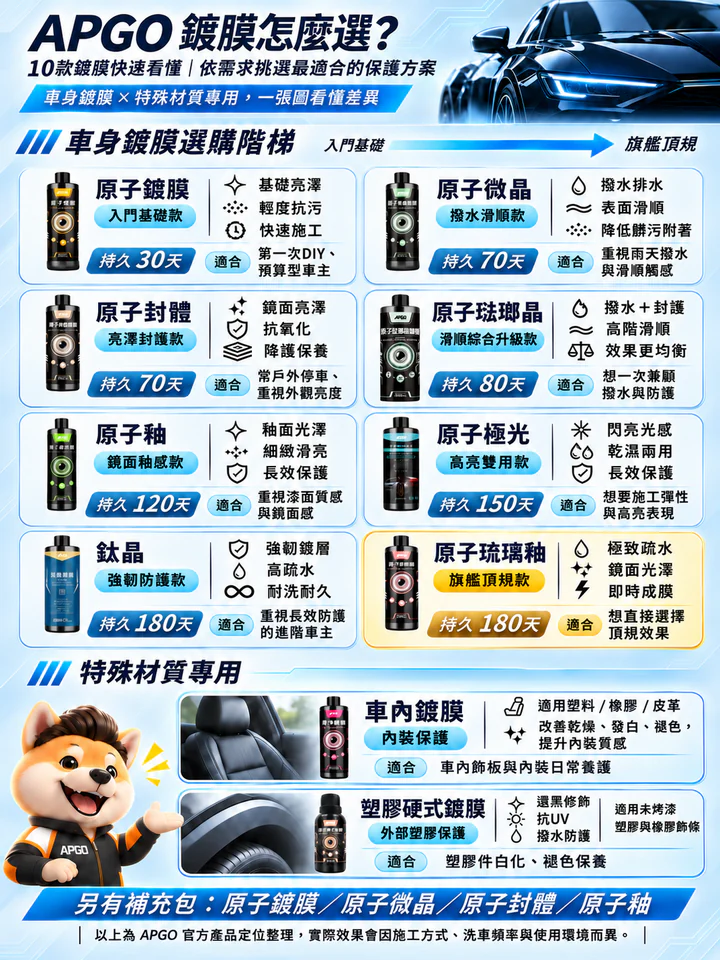 APGO 鍍膜怎麼選?
10款鍍膜快速看懂｜依需求挑選最適合的保護方案
車身鍍膜 × 特殊材質專用，一張圖看懂差異
車身鍍膜選購階梯
入門基礎
旗艦頂規
原子鍍膜
入門基礎款
基礎亮澤
輕度抗污
快速施工
持久 30天
適合
第一次DIY、
預算型車主
原子微晶
撥水滑順款
撥水排水
表面滑順
降低髒污附著
持久 70天
適合
重視雨天撥水
與滑順觸感
原子封體
亮澤封護款
鏡面亮澤
抗氧化
降護保養
持久 70天
適合
常戶外停車、
重視外觀亮度
APGO
原子琺瑯晶
滑順綜合升級款
撥水＋封護
高階滑順
效果更均衡
持久 80天
適合
想一次兼顧
撥水與防護
原子釉
鏡面釉感款
釉面光澤
細緻滑亮
長效保護
持久 120天
適合
重視漆面質感
與鏡面感
原子極光
高亮雙用款
閃亮光感
乾濕兩用
長效保護
持久 150天
適合
想要施工彈性
與高亮表現
鈦晶
強韌防護款
強韌鍍層
高疏水
耐洗耐久
持久 180天
適合
重視長效防護
的進階車主
原子琉璃釉
旗艦頂規款
極致疏水
鏡面光澤
即時成膜
持久 180天
適合
想直接選擇
頂規效果
特殊材質專用
車內鍍膜
內裝保護
適用塑料 / 橡膠 / 皮革
改善乾燥、發白、褪色，
提升內裝質感
適合
車內飾板與內裝日常養護
塑膠硬式鍍膜
外部塑膠保護
還黑修飾
抗UV
撥水防護
適用未烤漆
塑膠與橡膠飾條
適合
塑膠件白化、褪色保養
APGO
另有補充包：原子鍍膜／原子微晶／原子封體／原子釉
以上為 APGO 官方產品定位整理，實際效果會因施工方式、洗車頻率與使用環境而異。